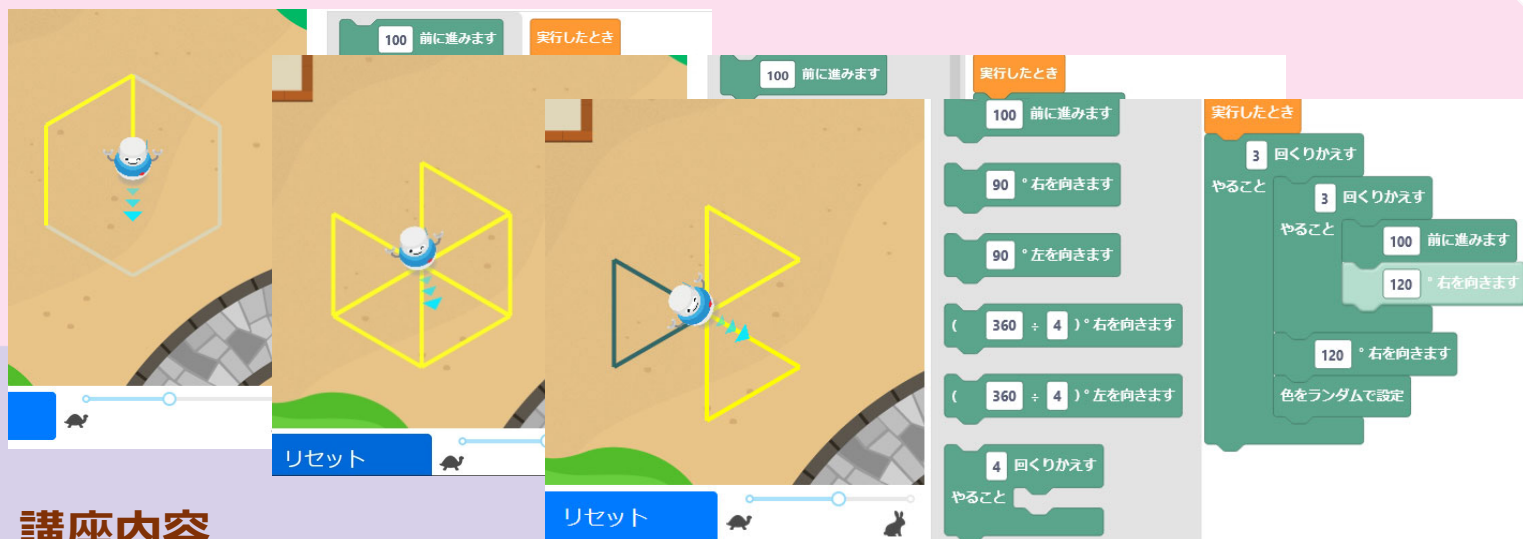 100 前に進みます
実行したとき
100 前に進みます
実行したとき
リセット
100 前に進みます
90 °右を向きます
90 °左を向きます
( 360 ÷ 4 )°右を向きます
( 360 ÷ 4 )°左を向きます
4 回くりかえす
やること
実行したとき
3 回くりかえす
やること
3 回くりかえす
やること
100 前に進みます
120 °右を向きます
120 °右を向きます
色をランダムで設定
リセット
講座内容